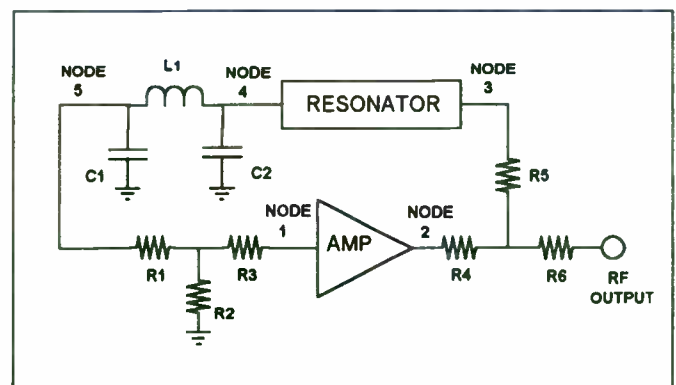 NODE
5
L1
NODE
4
RESONATOR
NODE
3
C1
C2
R5
NODE
1
AMP
NODE
2
R1
R3
R4
R6
R2
RF
OUTPUT